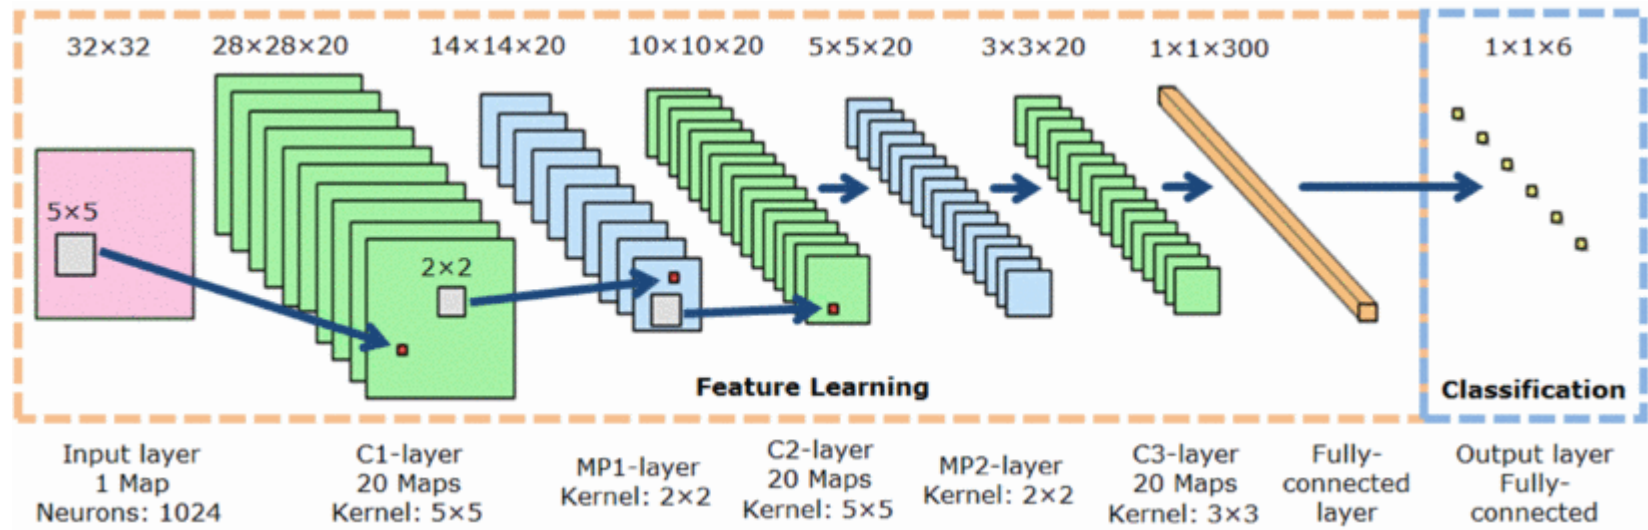 32×32
28×28×20
14×14×20
10×10×20
5×5×20
3×3×20
1×1×300
1×1×6
5×5
2×2
Feature Learning
Classification
Input layer
1 Map
Neurons: 1024
C1-layer
20 Maps
Kernel: 5×5
MP1-layer
Kernel: 2×2
C2-layer
20 Maps
Kernel: 5×5
MP2-layer
Kernel: 2×2
C3-layer
20 Maps
Kernel: 3×3
Fully-
connected
layer
Output layer
Fully-
connected